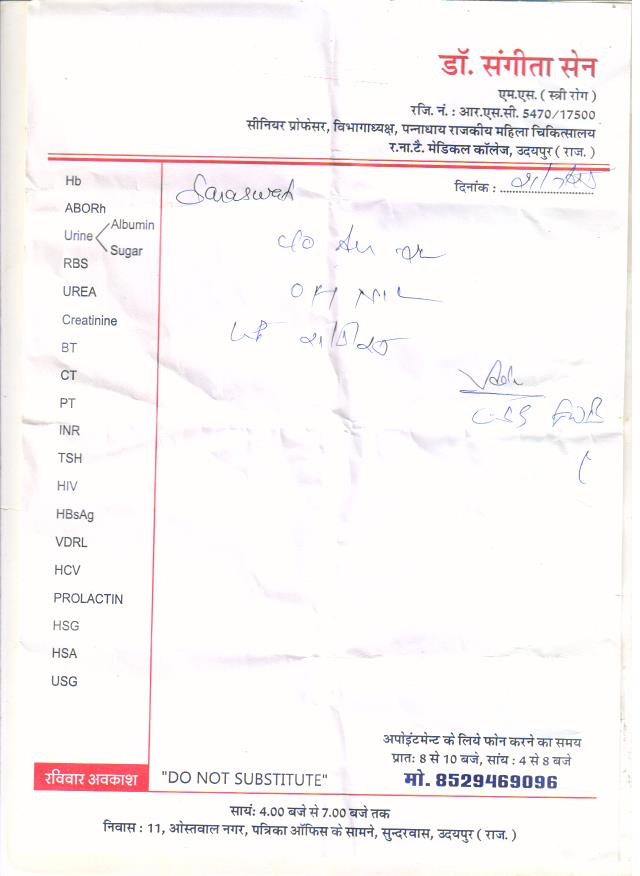 डॉ. संगीता सेन
एम.एस. ( स्त्री रोग )
रजि. नं. : आर.एस.सी. 5470/17500
सीनियर प्रोफेसर, विभागाध्यक्ष, पन्नाधाय राजकीय महिला चिकित्सालय
र.ना.टै. मेडिकल कॉलेज, उदयपुर ( राज. )
दिनांक :
Hb
ABORh
Urine Albumin
Sugar
RBS
UREA
Creatinine
BT
CT
PT
INR
TSH
HIV
HBsAg
VDRL
HCV
PROLACTIN
HSG
HSA
USG
c/o
OH NIL
अपोइंटमेन्ट के लिये फोन करने का समय
प्रातः 8 से 10 बजे, सांय : 4 से 8 बजे
मो. 8529469096
रविवार अवकाश
"DO NOT SUBSTITUTE"
सायं: 4.00 बजे से 7.00 बजे तक
निवास : 11, ओस्तवाल नगर, पत्रिका ऑफिस के सामने, सुन्दरवास, उदयपुर ( राज. )